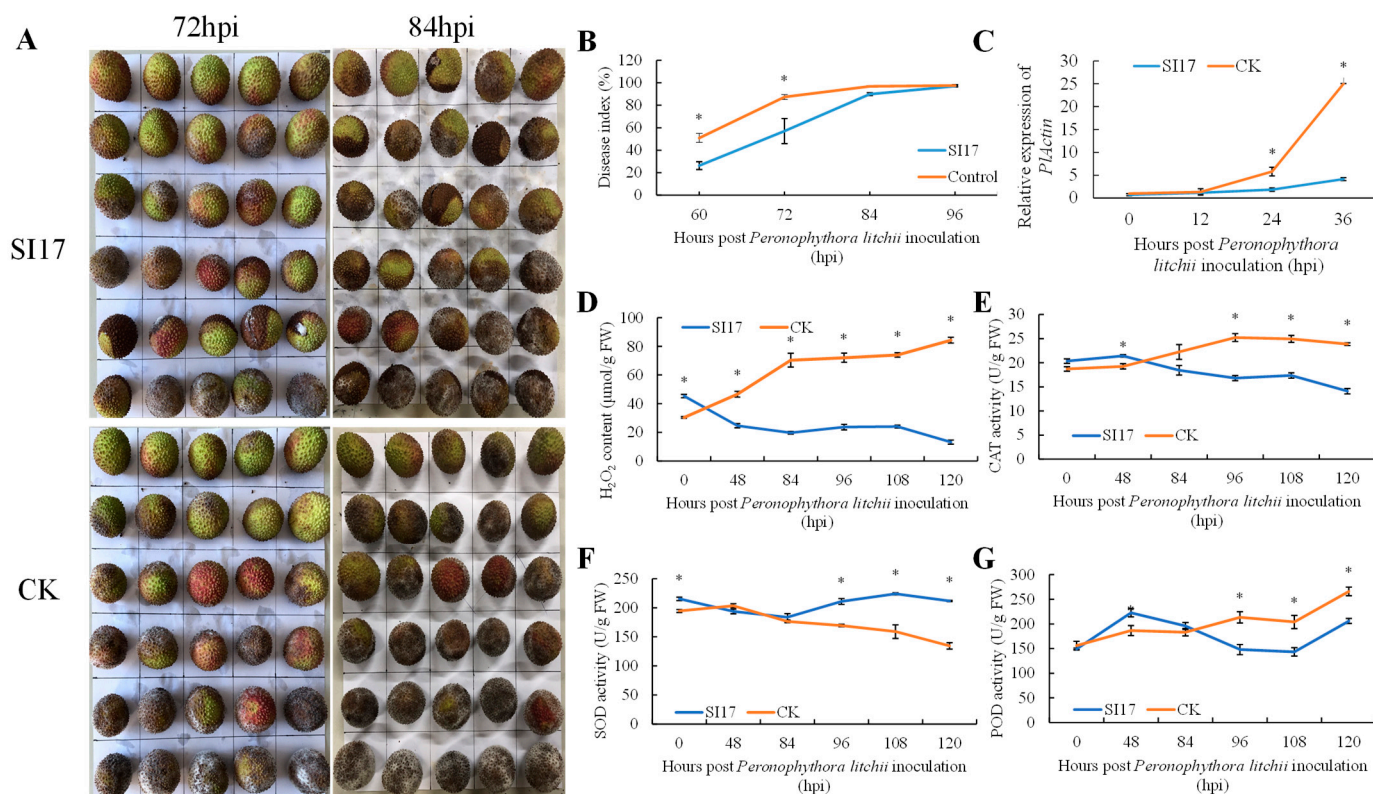 A
72hpi
84hpi
SI17
CK
B
Disease index (%)
120
100
80
60
40
20
0
*
*
SI17
Control
60
72
84
96
Hours post Peronophythora litchii inoculation
(hpi)
C
Relative expression of
PlActin
30
25
20
15
10
5
0
SI17
CK
*
*
0
12
24
36
Hours post Peronophythora
litchii inoculation (hpi)
D
H₂O₂ content (μmol/g FW)
100
80
60
40
20
0
SI17
CK
*
*
*
*
*
*
0
48
84
96
108
120
Hours post Peronophythora litchii inoculation
(hpi)
E
CAT activity (U/g FW)
30
25
20
15
10
5
0
*
*
*
*
SI17
CK
0
48
84
96
108
120
Hours post Peronophythora litchii inoculation
(hpi)
F
SOD activity (U/g FW)
250
200
150
100
50
0
*
*
*
*
SI17
CK
0
48
84
96
108
120
Hours post Peronophythora litchii inoculation
(hpi)
G
POD activity (U/g FW)
300
250
200
150
100
50
0
*
*
*
*
SI17
CK
0
48
84
96
108
120
Hours post Peronophythora litchii inoculation
(hpi)